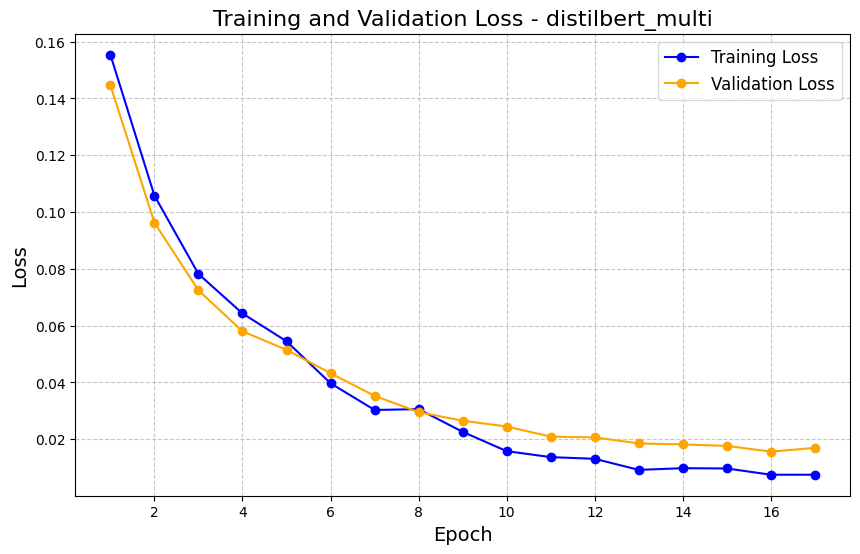 Training and Validation Loss - distilbert_multi
Training Loss
Validation Loss
0.16
0.14
0.12
0.10
0.08
0.06
0.04
0.02
Loss
2 4 6 8 10 12 14 16
Epoch